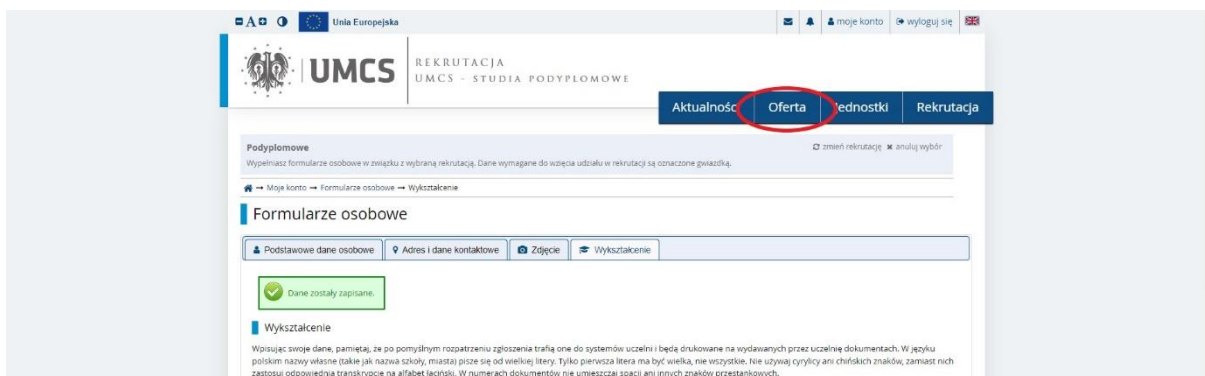 A Unia Europejska moje konto wyloguj się
UMCS REKRUTACJA
UMCS - STUDIA PODYPLOMOWE
Aktualności Oferta Jednostki Rekrutacja
Podyplomowe zmień rekrutację anuluj wybór
Wypełniasz formularze osobowe w związku z wybraną rekrutacją. Dane wymagane do wzięcia udziału w rekrutacji są oznaczone gwiazdką.
→ Moje konto → Formularze osobowe → Wykształcenie
Formularze osobowe
Podstawowe dane osobowe Adres i dane kontaktowe Zdjęcie Wykształcenie
Dane zostały zapisane.
Wykształcenie
Wpisując swoje dane, pamiętaj, że po pomyślnym rozpatrzeniu zgłoszenia trafią one do systemów uczelni i będą drukowane na wydawanych przez uczelnię dokumentach. W języku
polskim nazwy własne (takie jak nazwa szkoły, miasta) pisze się od wielkiej litery. Tylko pierwsza litera ma być wielka, nie wszystkie. Nie używaj cyrylicy ani chińskich znaków, zamiast nich
zastosuj odpowiednią transkrypcję na alfabet łaciński. W numerach dokumentów nie umieszczaj spacji ani innych znaków przestankowych.